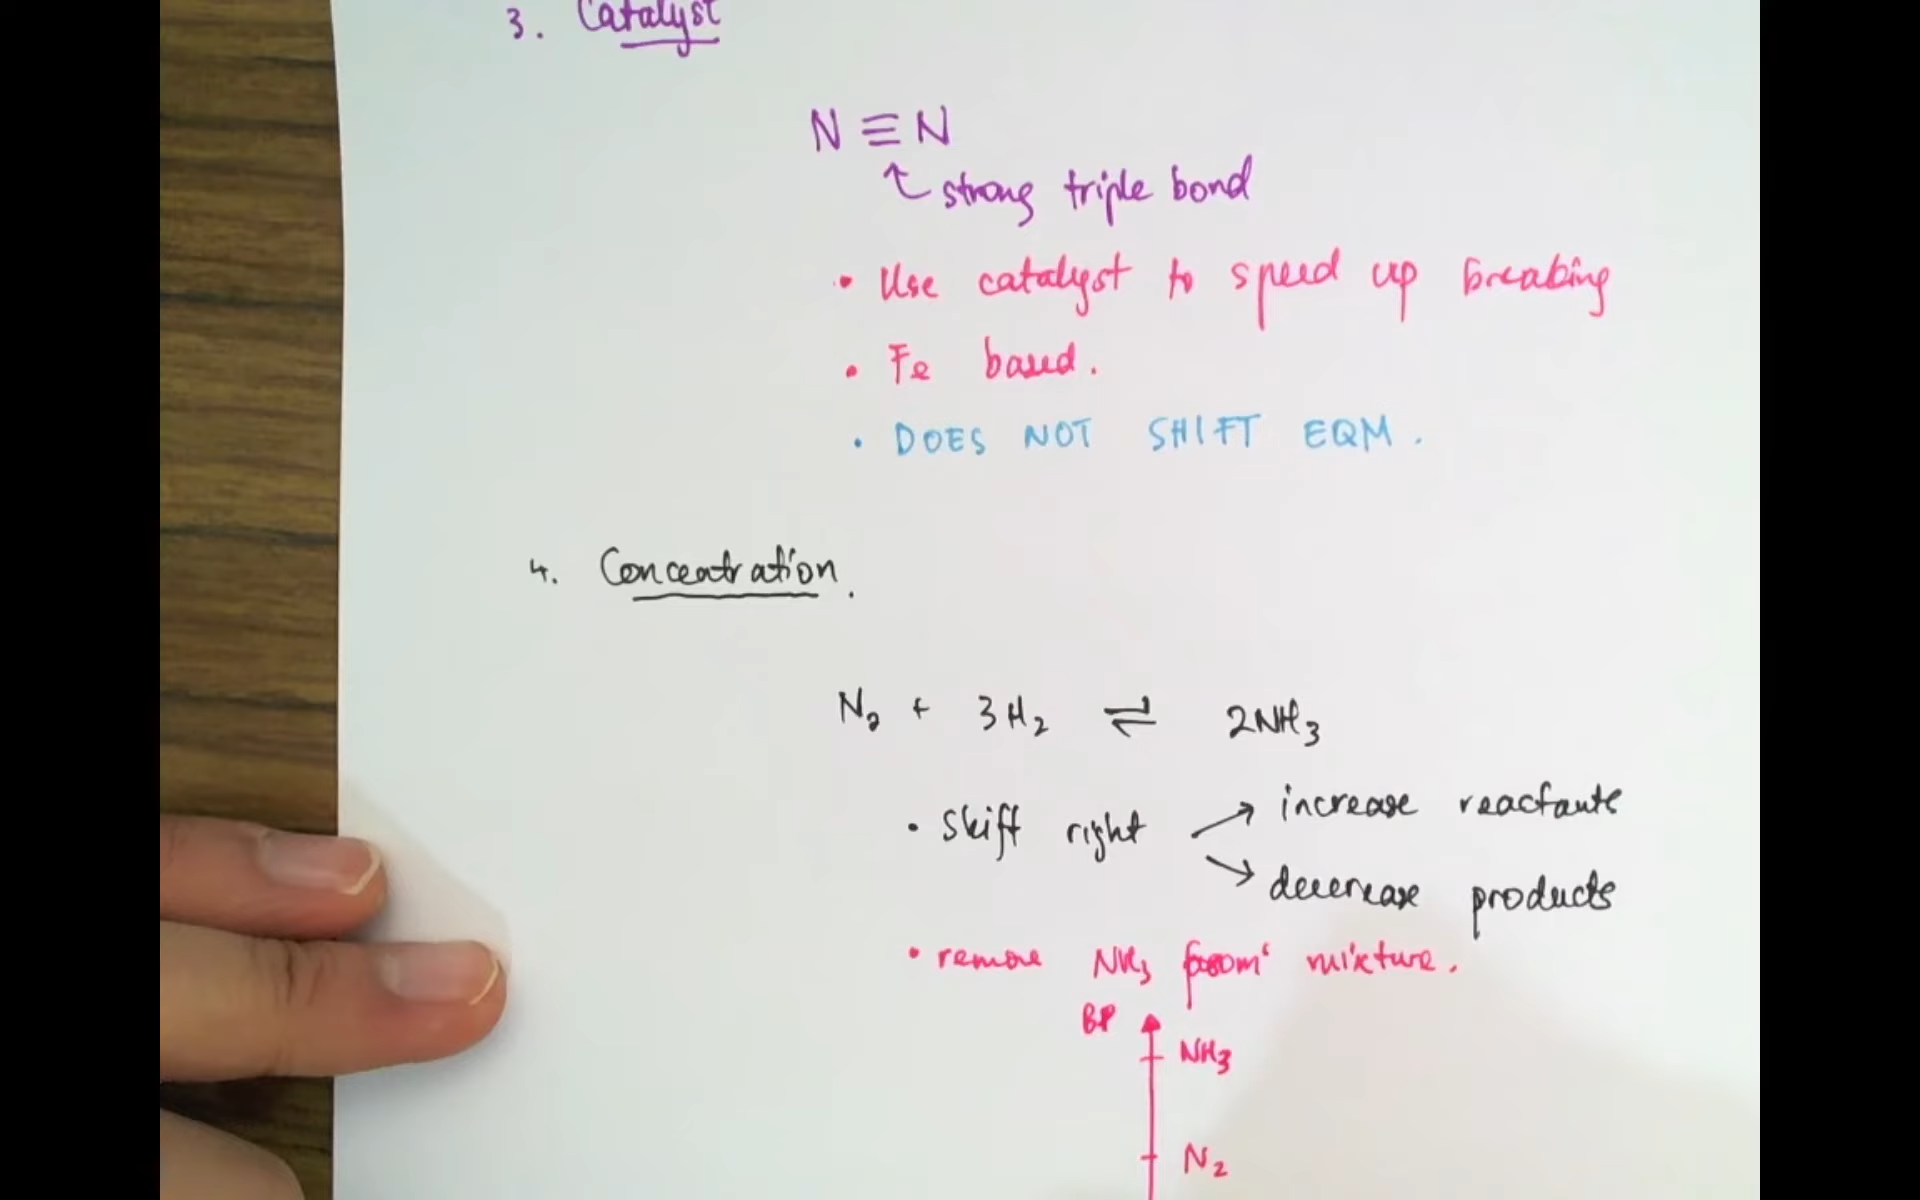 3. Catalyst
N ≡ N
↑ strong triple bond
• Use catalyst to speed up breaking
• Fe based.
• DOES NOT SHIFT EQM.
4. Concentration.
N₂ + 3H₂ ⇌ 2NH₃
• shift right → increase reactants
→ decrease products
• remove NH₃ from mixture.
BP
NH₃
N₂